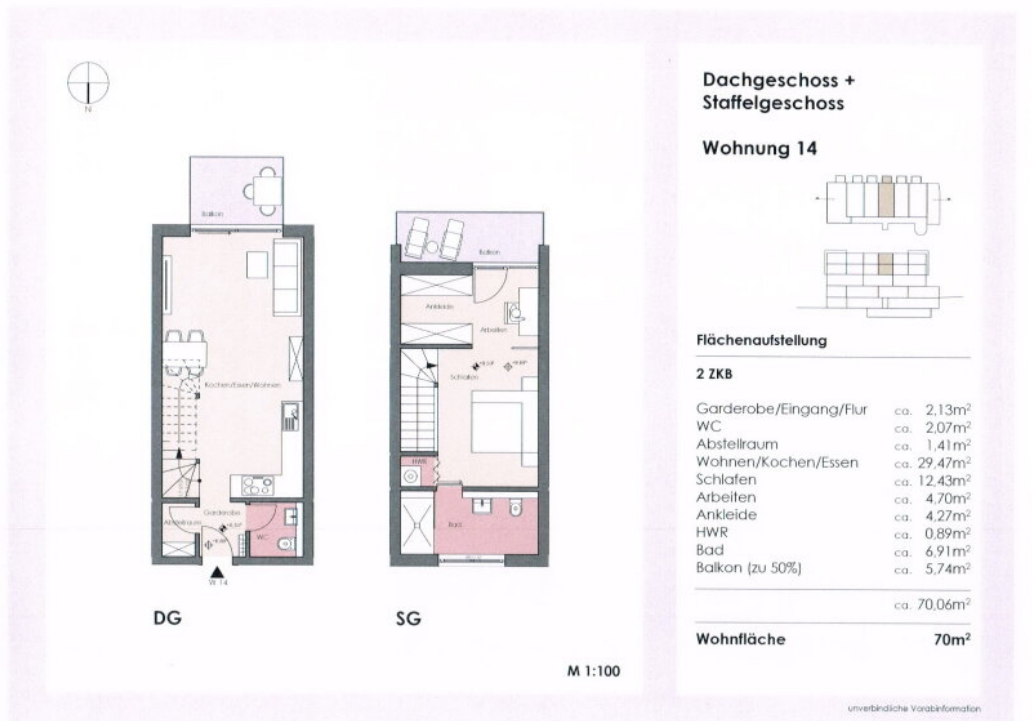 N
Balkon
Kochen/Essen/Wohnen
Garderobe
Abstellraum
WC
W 14
DG
Balkon
Ankleide
Arbeiten
Schlafen
HWR
Bad
SG
M 1:100
Dachgeschoss +
Staffelgeschoss
Wohnung 14
Flächenaufstellung
2 ZKB
Garderobe/Eingang/Flur ca. 2,13m²
WC ca. 2,07m²
Abstellraum ca. 1,41m²
Wohnen/Kochen/Essen ca. 29,47m²
Schlafen ca. 12,43m²
Arbeiten ca. 4,70m²
Ankleide ca. 4,27m²
HWR ca. 0,89m²
Bad ca. 6,91m²
Balkon (zu 50%) ca. 5,74m²
ca. 70,06m²
Wohnfläche 70m²
unverbindliche Vorabinformation